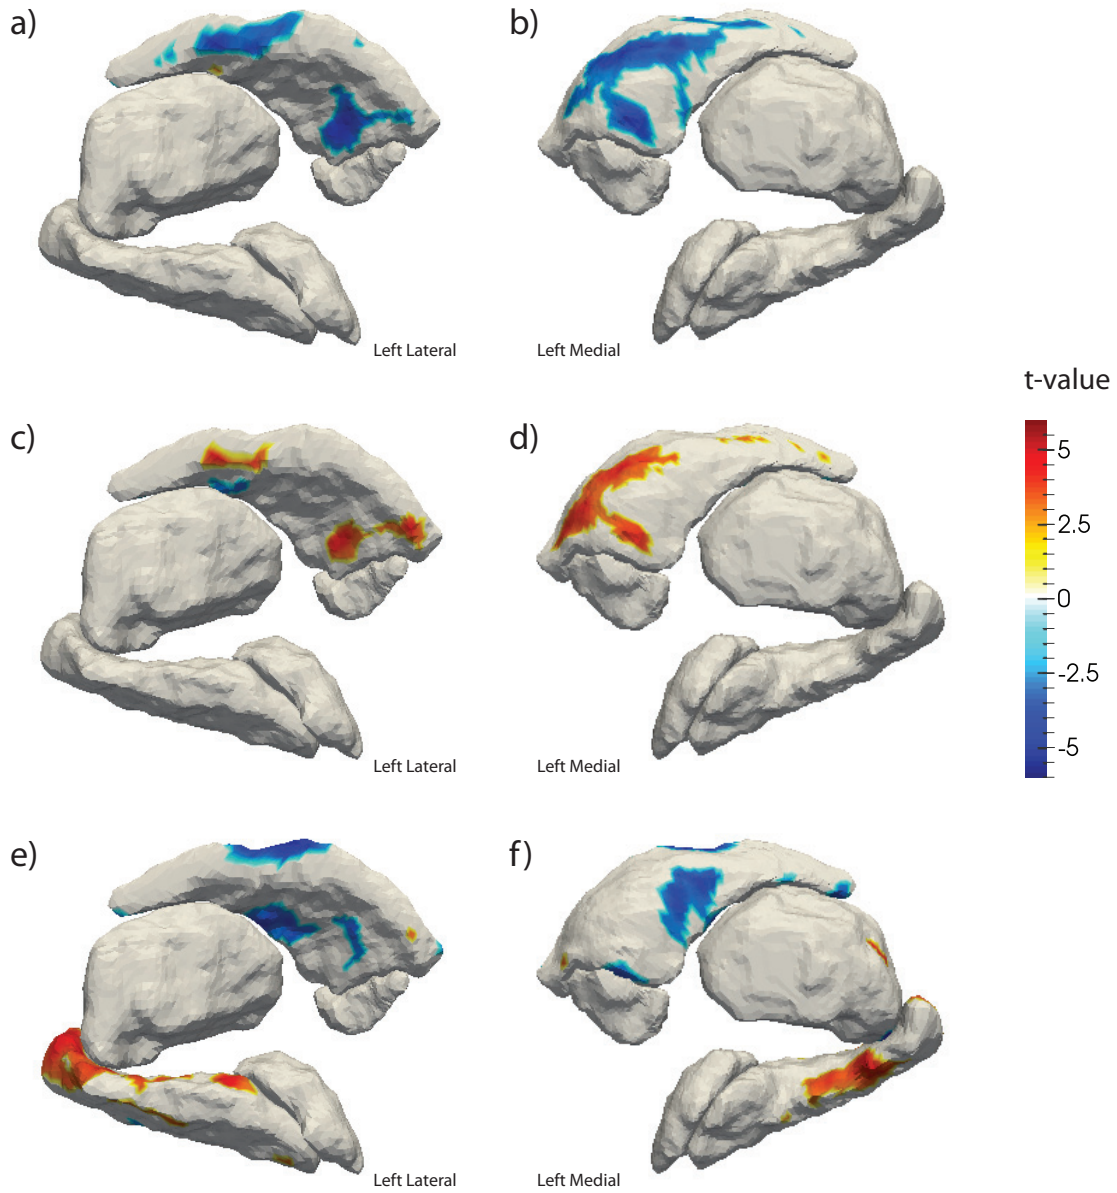 a)
b)
Left Lateral
Left Medial
t-value
c)
d)
5
2.5
0
-2.5
-5
Left Lateral
Left Medial
e)
f)
Left Lateral
Left Medial